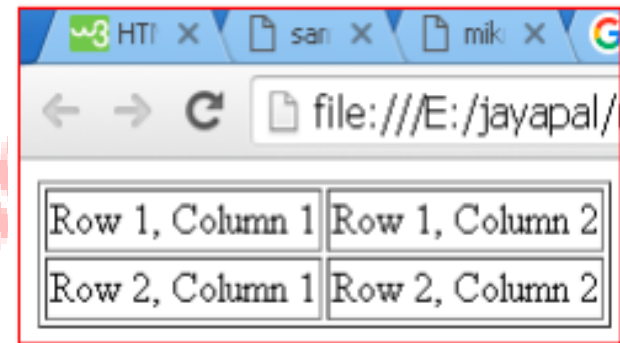 HTM san mik
file:///E:/jayapal/
Row 1, Column 1 Row 1, Column 2
Row 2, Column 1 Row 2, Column 2